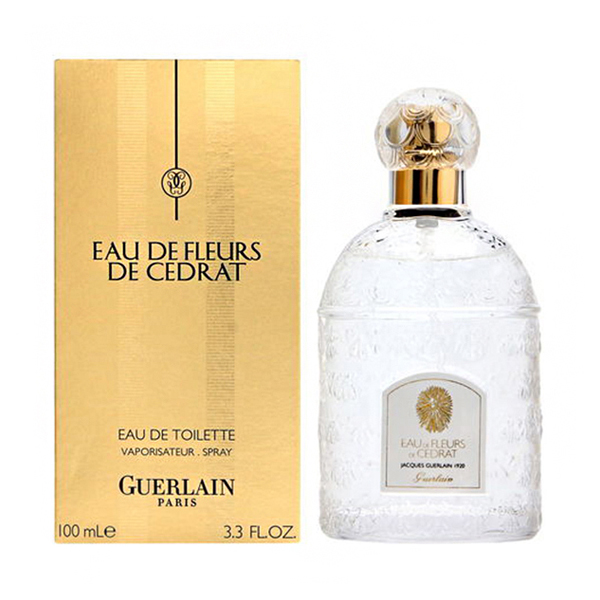 EAU DE FLEURS
DE CEDRAT
EAU DE TOILETTE
VAPORISATEUR . SPRAY
GUERLAIN
PARIS
100 mLe 3.3 FL.OZ.
EAU DE FLEURS
DE CEDRAT
JACQUES GUERLAIN 1920
Guerlain